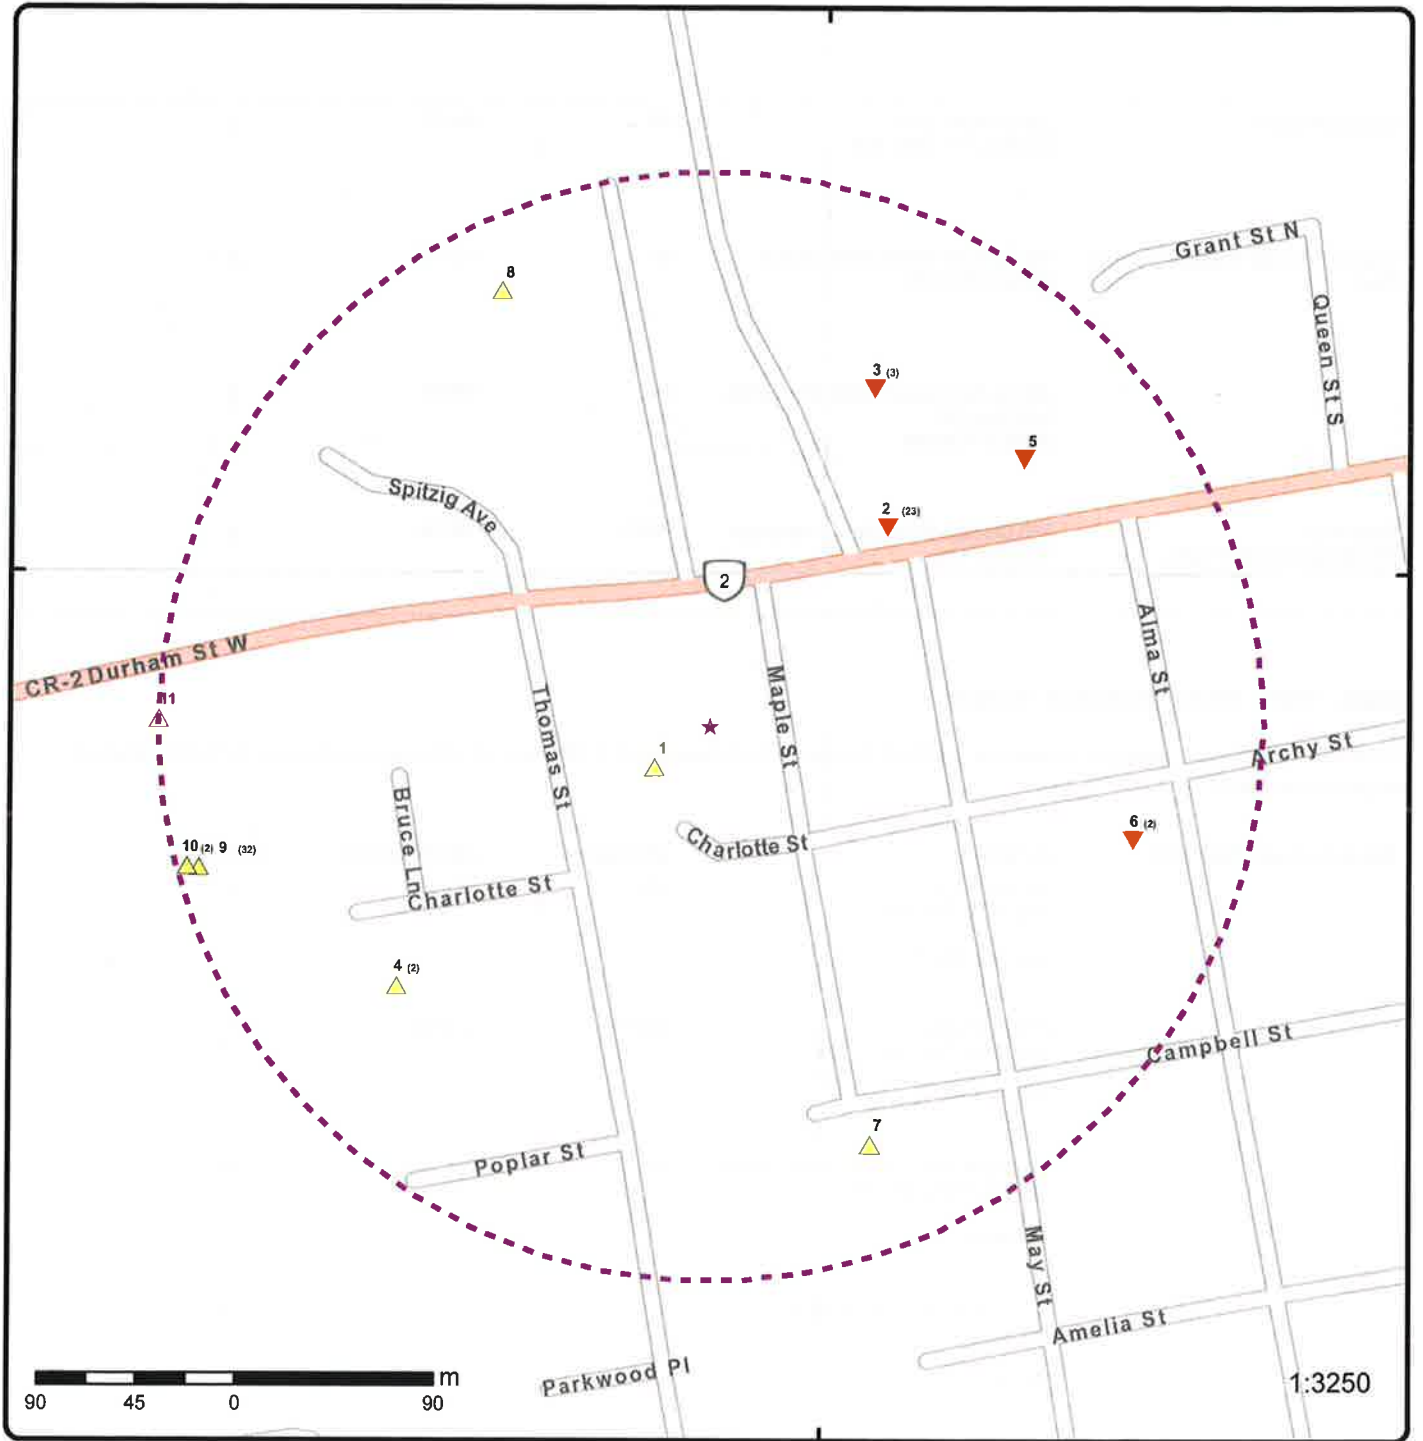 8
Grant St N
Queen St S
3 (3)
5
Spitzig Ave
2 (23)
2
CR-2 Durham St W
11
Thomas St
Maple St
Alma St
1
Archy St
Bruce Ln
Charlotte St
6 (2)
10 (2) 9 (32)
Charlotte St
4 (2)
Campbell St
7
Poplar St
May St
Amelia St
Parkwood Pl
m
90 45 0 90
1:3250